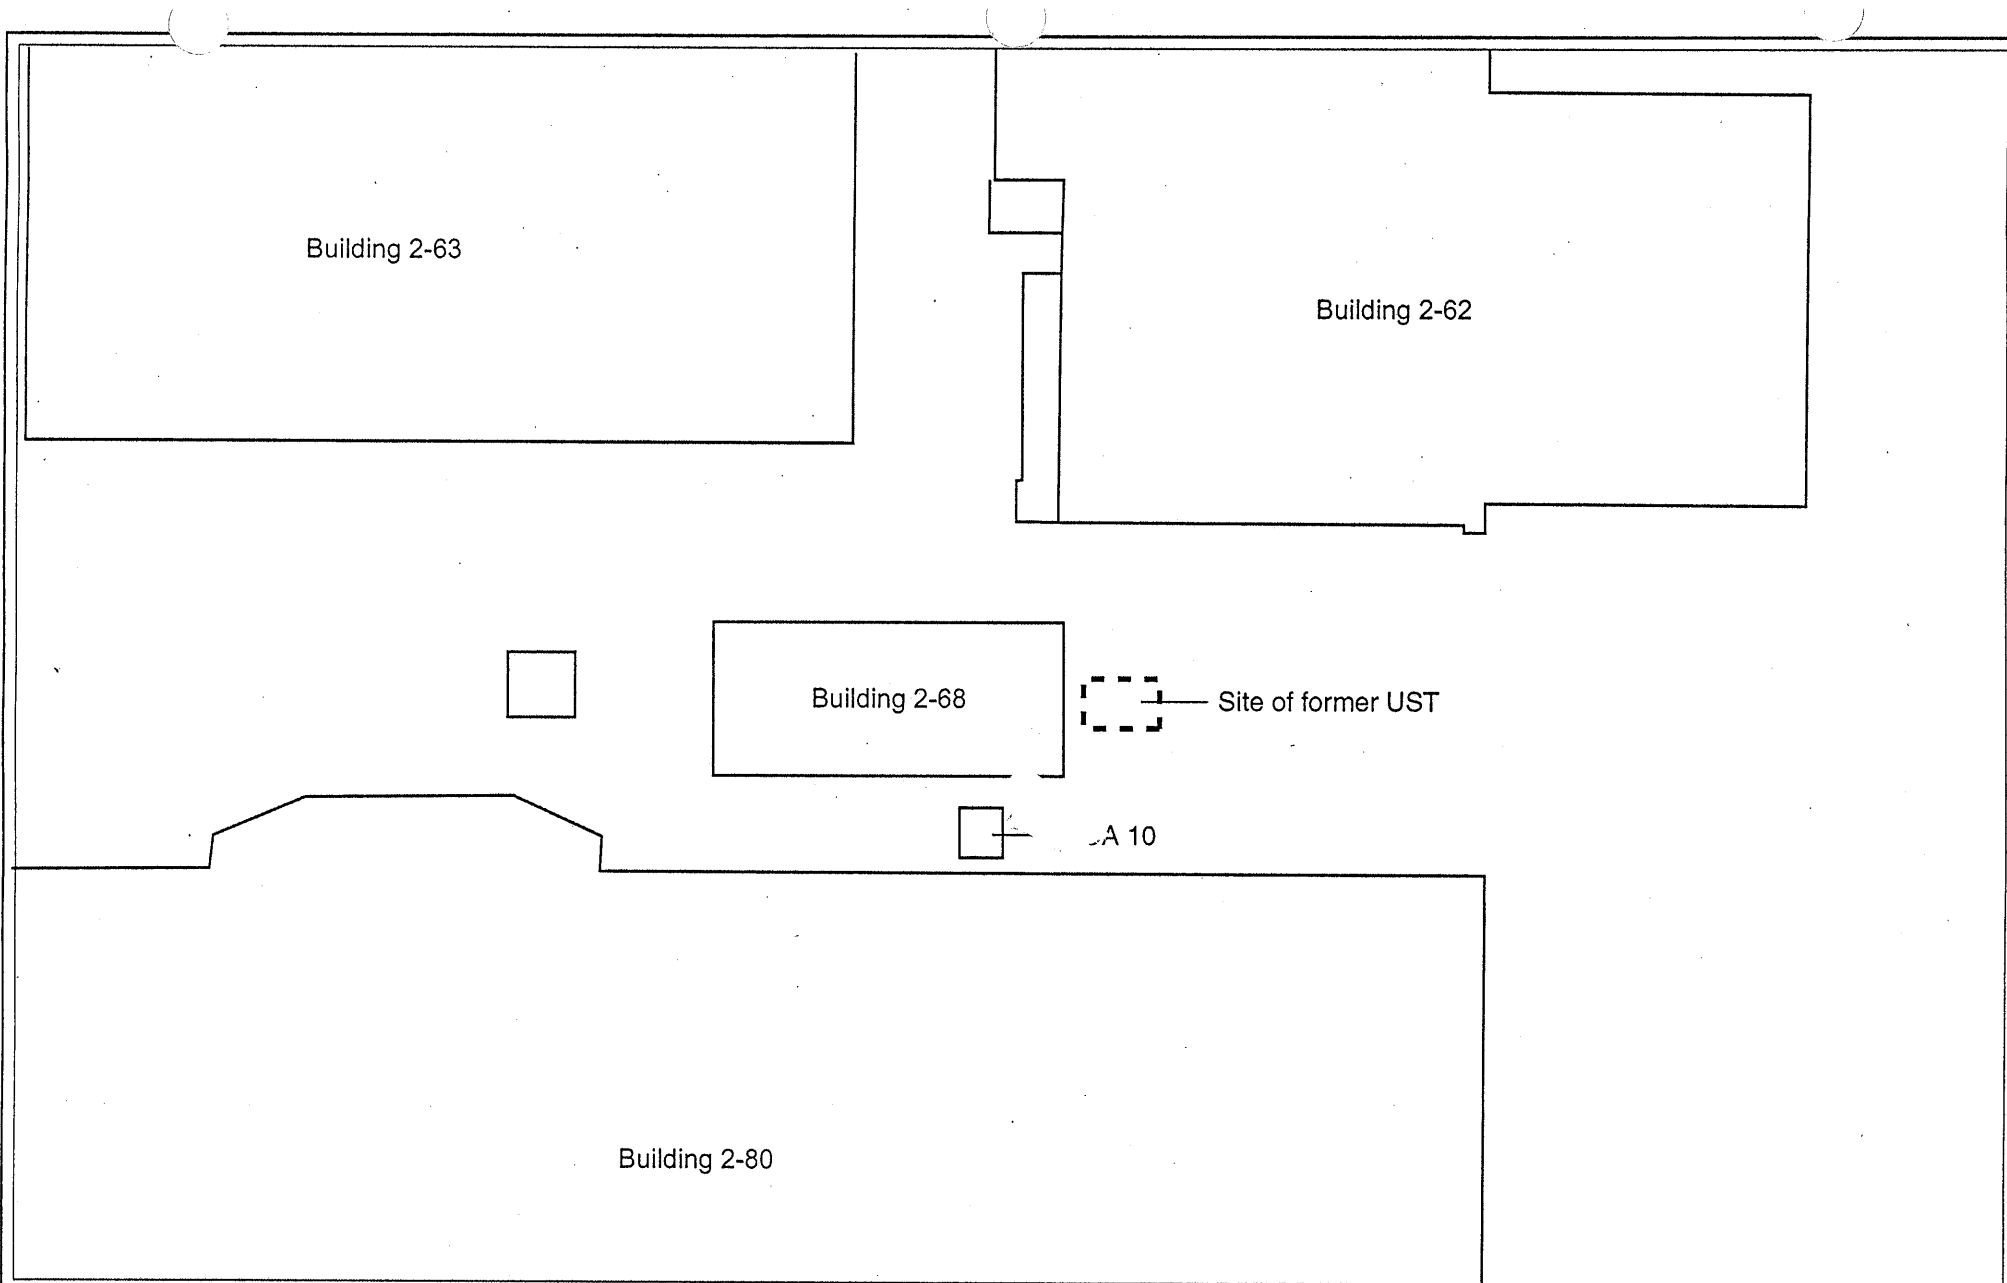 Building 2-63
Building 2-62
Building 2-68
Site of former UST
A 10
Building 2-80